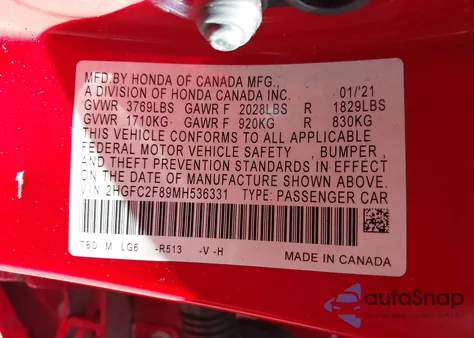 MFD.BY HONDA OF CANADA MFG.,
A DIVISION OF HONDA CANADA INC. 01/'21
GVWR 3769LBS GAWR F 2028LBS R 1829LBS
GVWR 1710KG GAWR F 920KG R 830KG
THIS VEHICLE CONFORMS TO ALL APPLICABLE
FEDERAL MOTOR VEHICLE SAFETY , BUMPER ,
AND THEFT PREVENTION STANDARDS IN EFFECT
ON THE DATE OF MANUFACTURE SHOWN ABOVE.
VIN: 2HGFC2F89MH536331 TYPE: PASSENGER CAR
TBD M LG6 -R513 -V -H
MADE IN CANADA
autoSnap